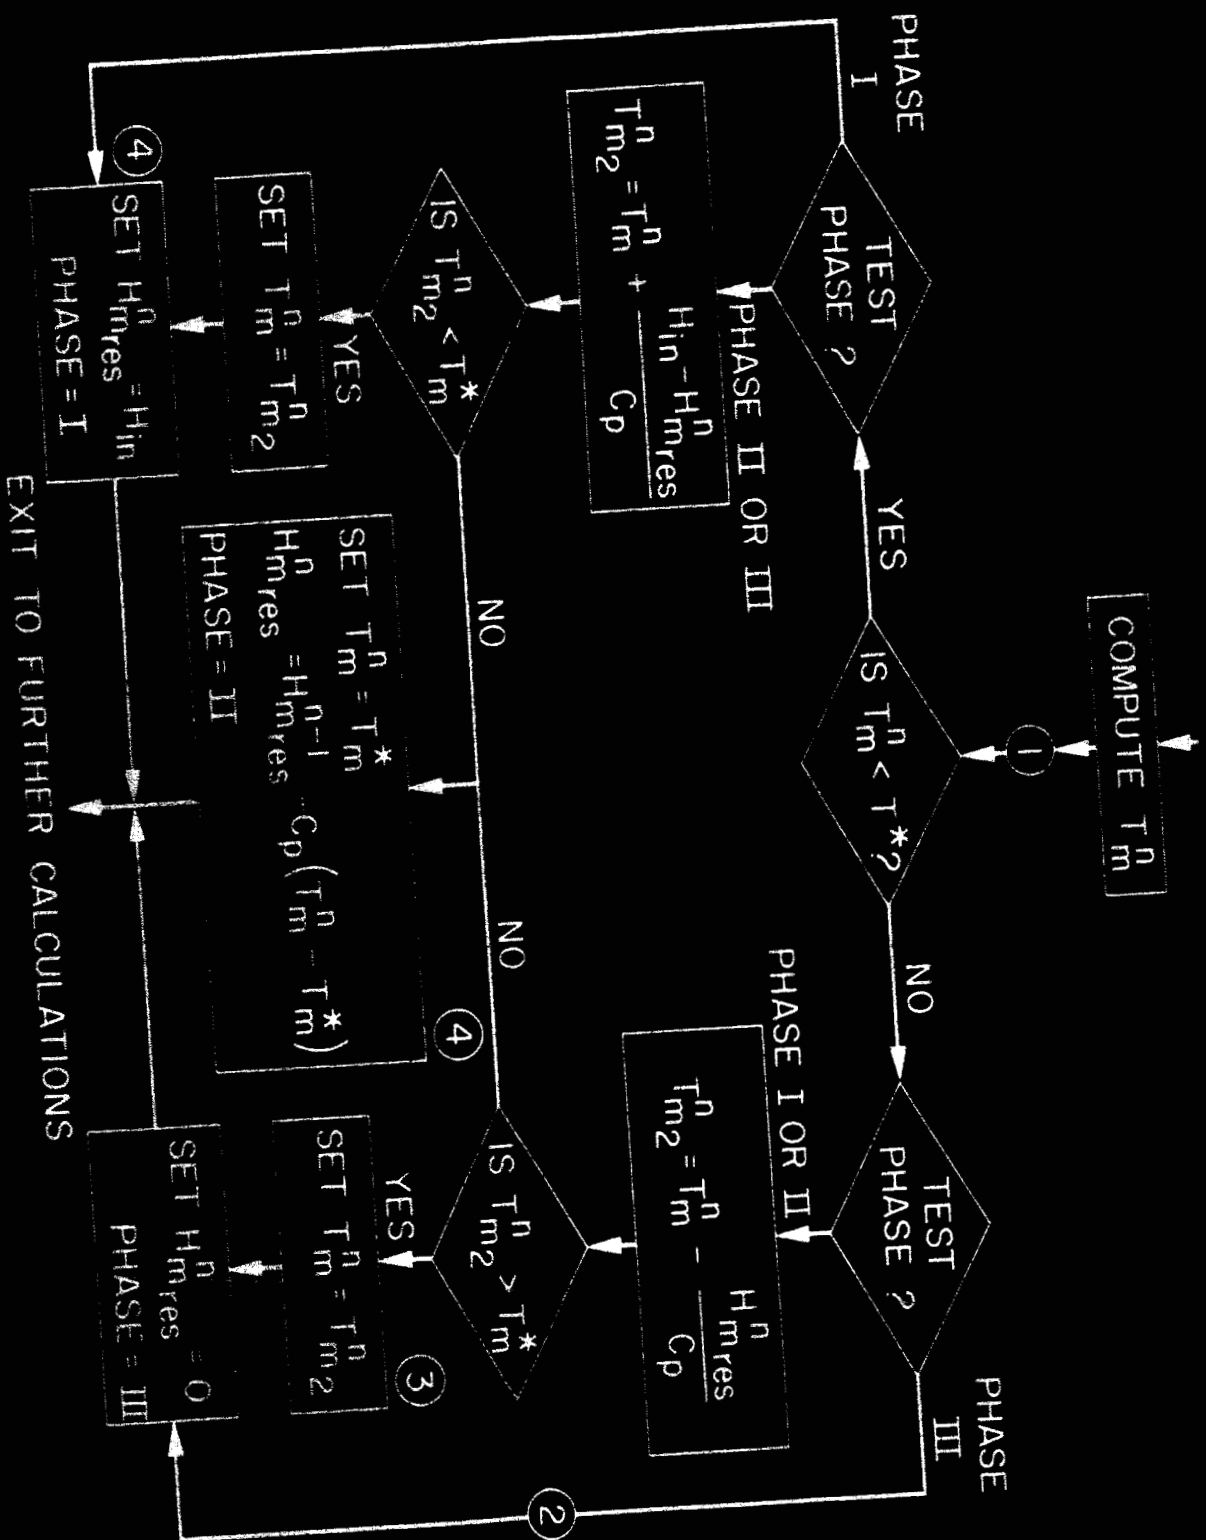 COMPUTE T^n_m
1
IS T^n_m < T*?
YES
NO
TEST
PHASE ?
PHASE
I
PHASE II OR III
T^n_m2 = T^n_m + (H_in - H^n_mres) / C_p
IS T^n_m2 < T*_m
YES
NO
SET T^n_m = T^n_m2
4
SET H^n_mres = H_in
PHASE = I
TEST
PHASE ?
PHASE
III
PHASE I OR II
T^n_m2 = T^n_m - H^n_mres / C_p
IS T^n_m2 > T*_m
NO
YES
3
SET T^n_m = T^n_m2
2
SET H^n_mres = 0
PHASE = III
4
SET T^n_m = T*_m
H^n_mres = H^n-1_mres - C_p(T^n_m - T*_m)
PHASE = II
EXIT TO FURTHER CALCULATIONS